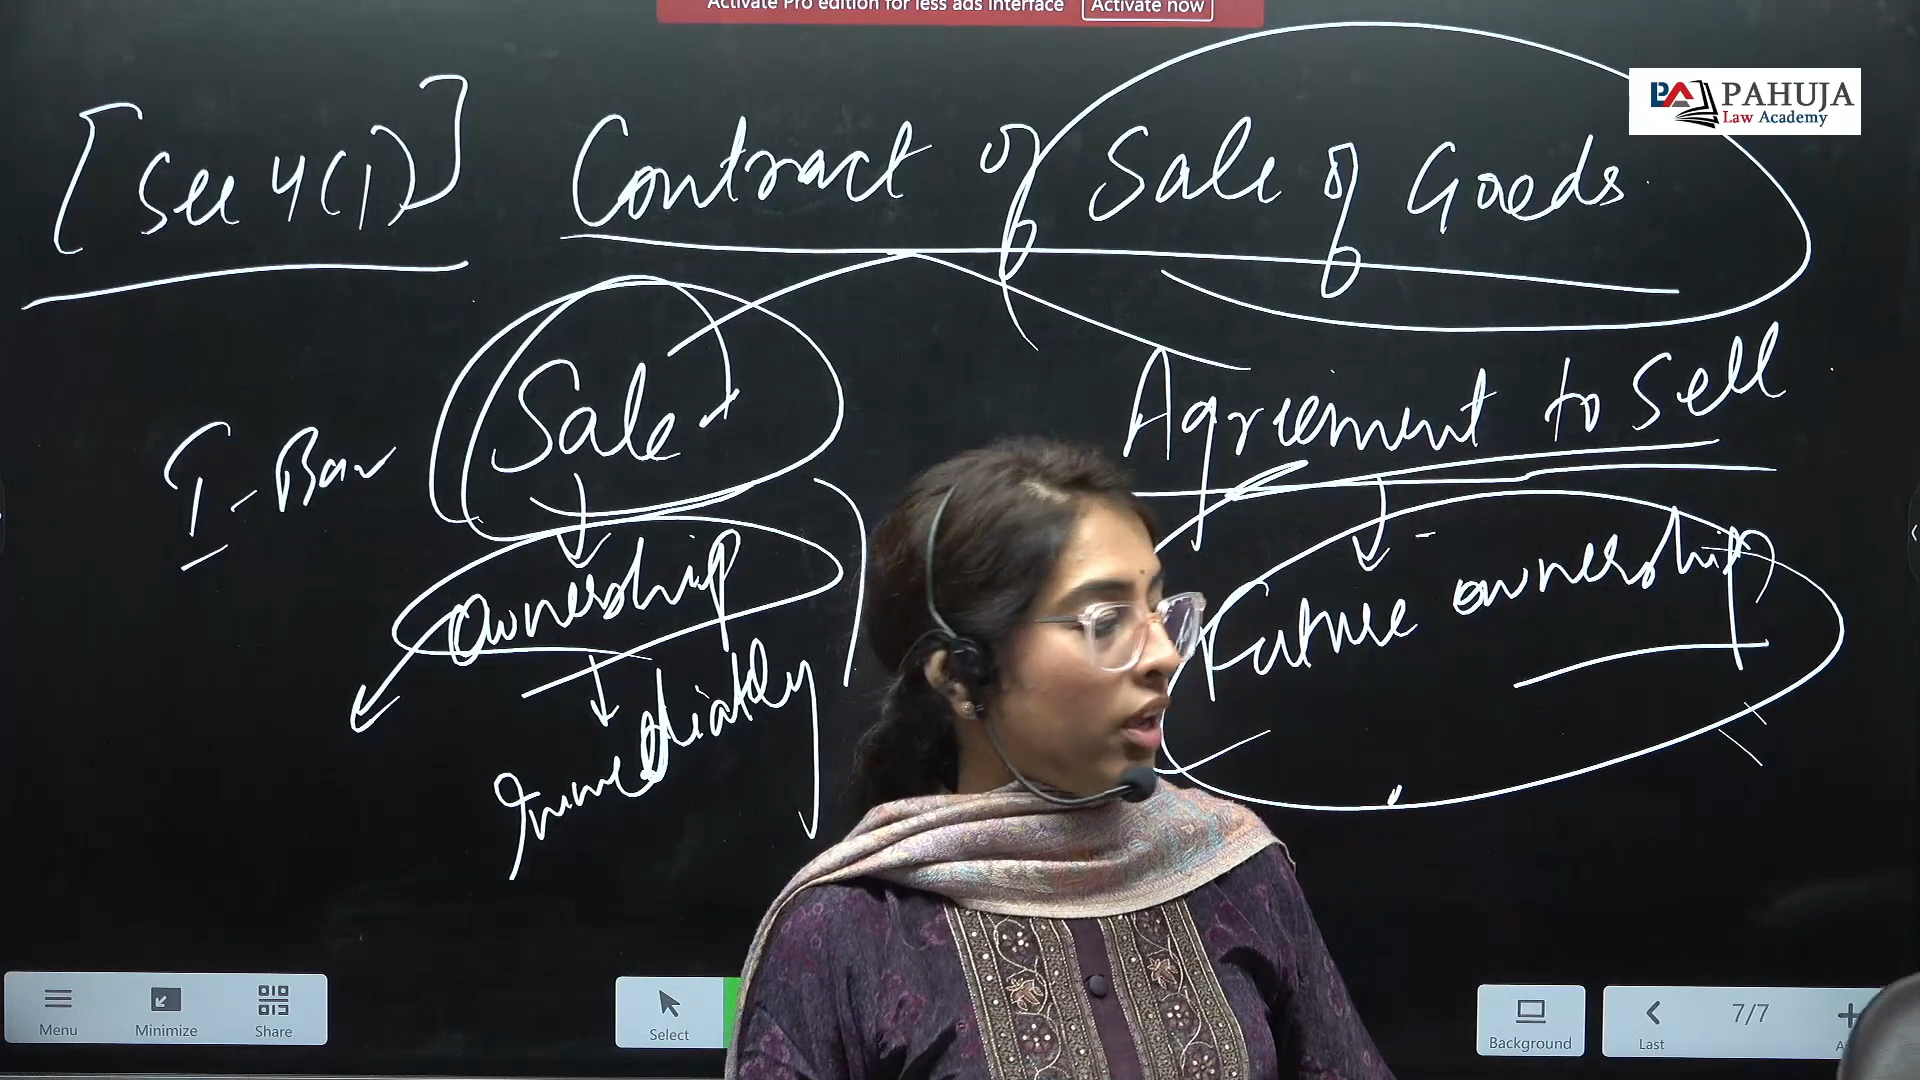 Activate Pro edition for less ads interface Activate now
PAHUJA
Law Academy
[Sec 4(1)] Contract of Sale of Goods
Sale
Agreement to Sell
I - Bar
ownership
Future ownership
Immediately
Menu
Minimize
Share
Select
Background
Last
7/7